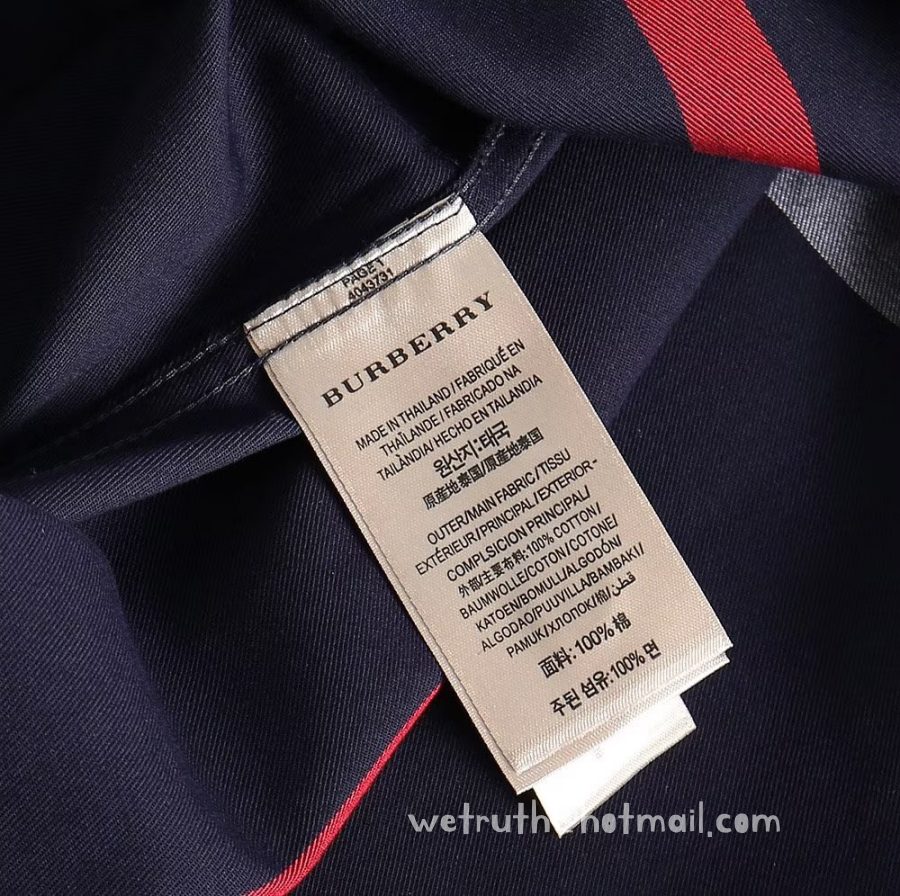 PAGE 1
4043731
BURBERRY
MADE IN THAILAND/FABRIQUÉ EN
THAÏLANDE/FABRICADO NA
TAILÀNDIA/HECHO EN TAILANDIA
원산지:태국
原産地泰国/原産地泰国
OUTER/MAIN FABRIC/TISSU
EXTÉRIEUR/PRINCIPAL/EXTERIOR-
COMPLSICION PRINCIPAL/
外部/主要布料:100% COTTON/
BAUMWOLLE/COTON/COTONE/
KATOEN/BOMULL/ALGODÓN/
ALGODAO/PUUVILLA/BAMBAKI/
PAMUK/ХЛОПОК/棉/قطن/
面料: 100% 棉
주된 섬유:100% 면
wetruth@hotmail.com